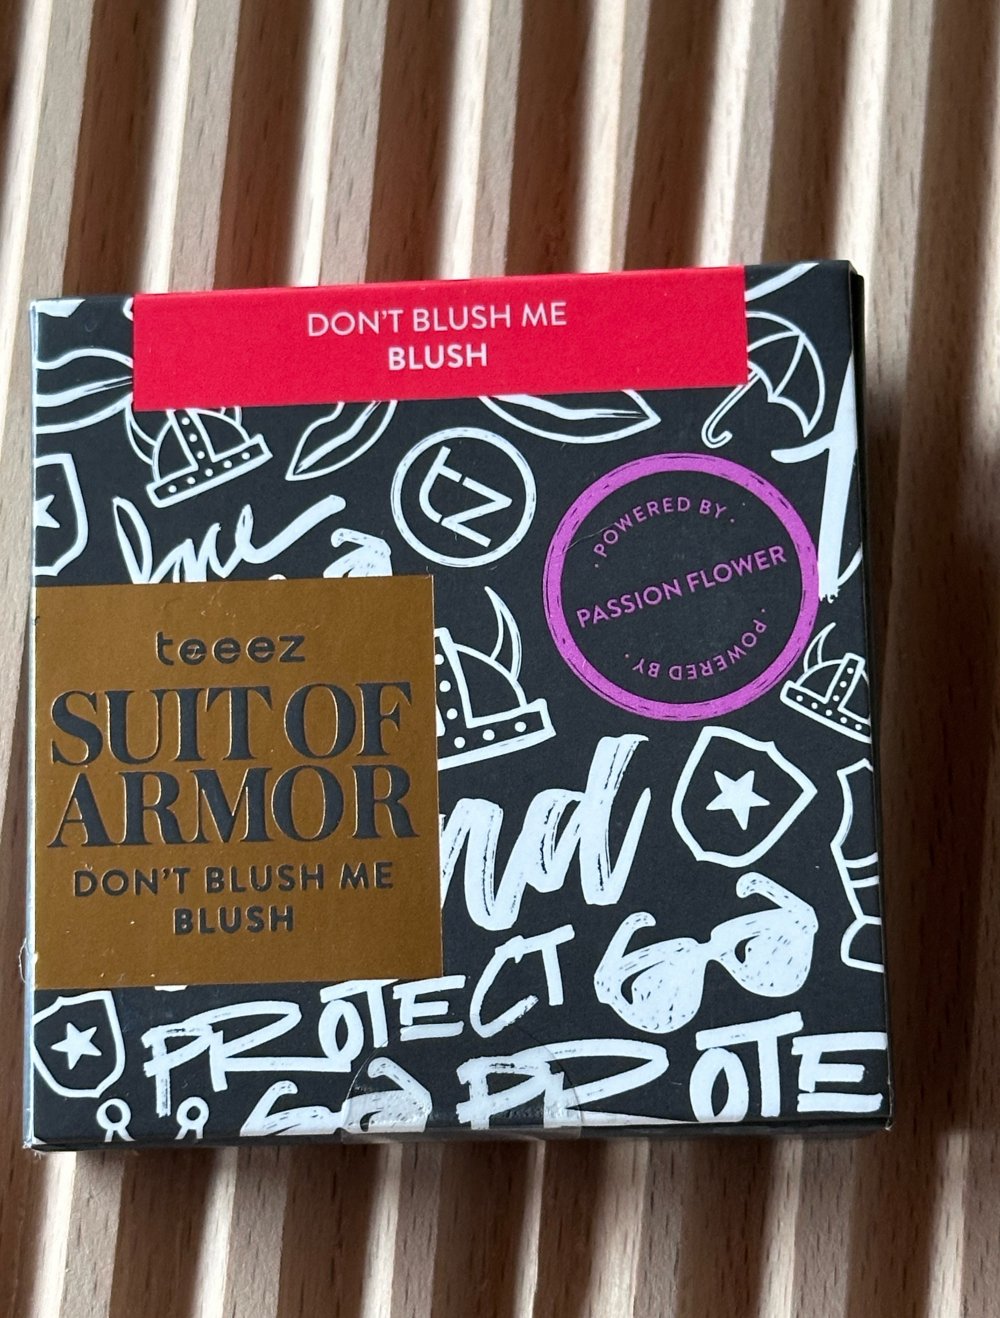 DON'T BLUSH ME
BLUSH
POWERED BY
PASSION FLOWER
POWERED BY
teeez
SUIT OF
ARMOR
DON'T BLUSH ME
BLUSH
PROTECT
PROTE